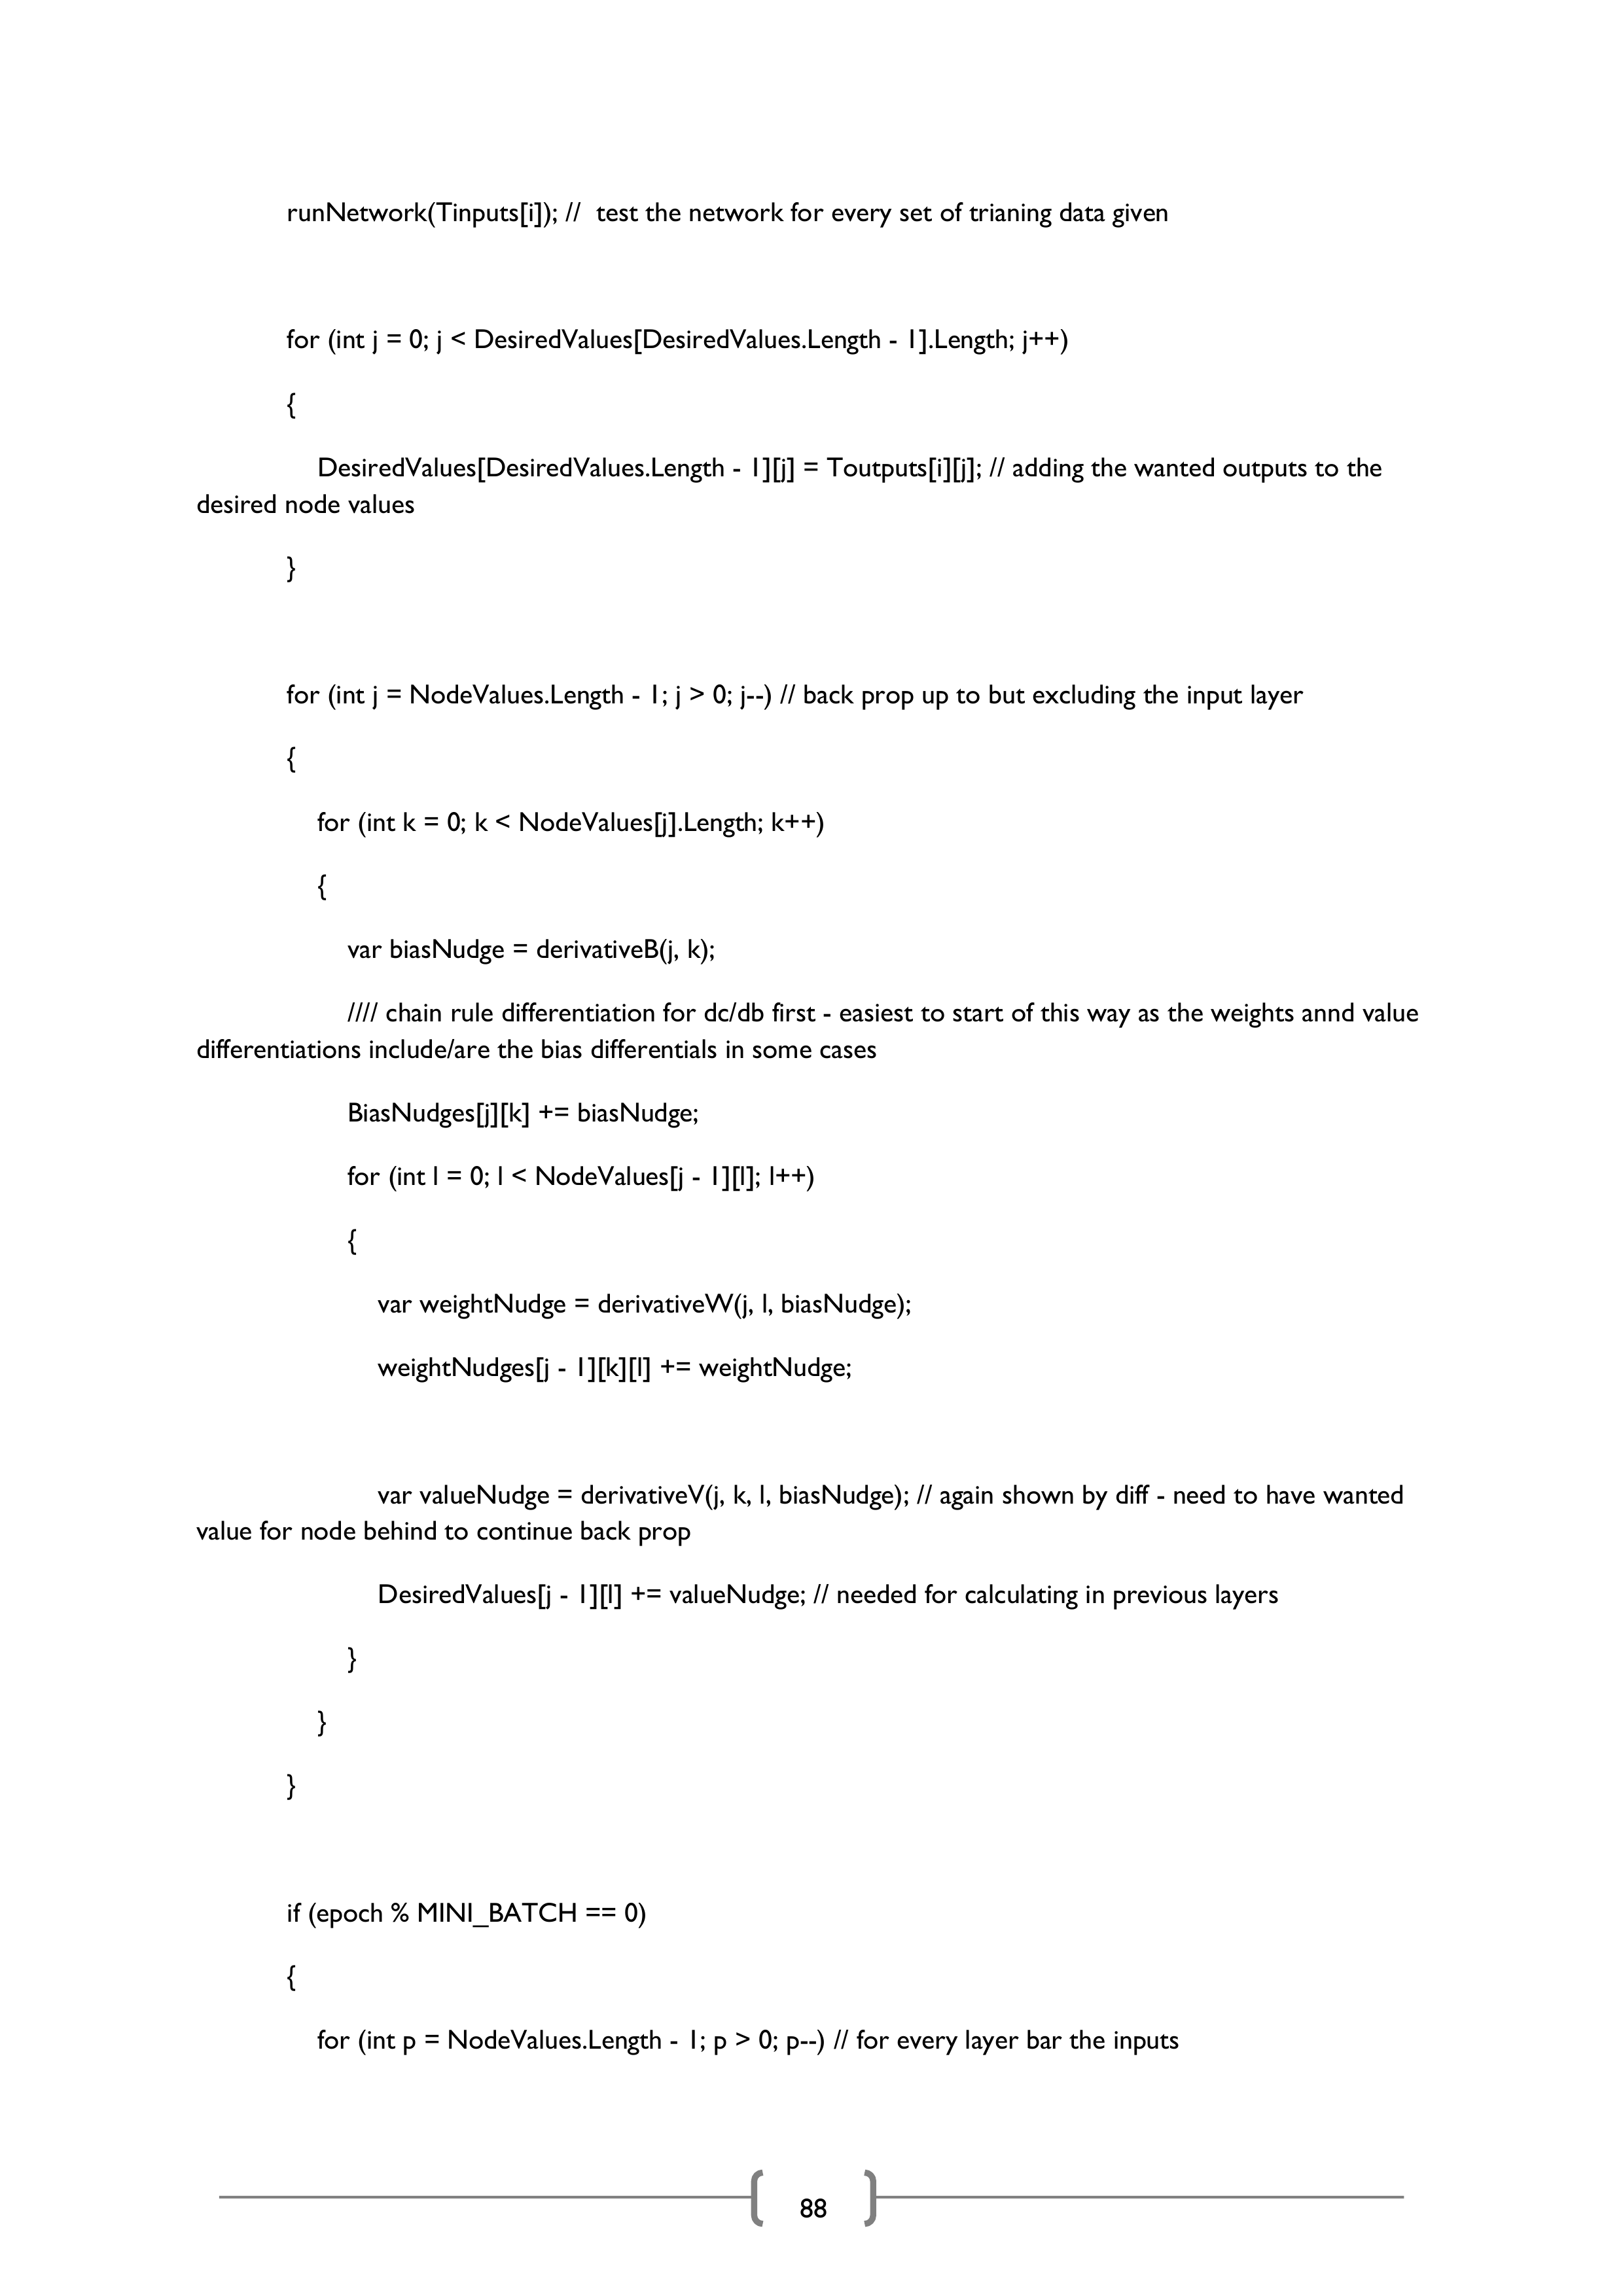 runNetwork(Tinputs[i]); //  test the network for every set of trianing data given
for (int j = 0; j < DesiredValues[DesiredValues.Length - 1].Length; j++)
{
DesiredValues[DesiredValues.Length - 1][j] = Toutputs[i][j]; // adding the wanted outputs to the
desired node values
}
for (int j = NodeValues.Length - 1; j > 0; j--) // back prop up to but excluding the input layer
{
for (int k = 0; k < NodeValues[j].Length; k++)
{
var biasNudge = derivativeB(j, k);
//// chain rule differentiation for dc/db first - easiest to start of this way as the weights annd value
differentiations include/are the bias differentials in some cases
BiasNudges[j][k] += biasNudge;
for (int l = 0; l < NodeValues[j - 1][l]; l++)
{
var weightNudge = derivativeW(j, l, biasNudge);
weightNudges[j - 1][k][l] += weightNudge;
var valueNudge = derivativeV(j, k, l, biasNudge); // again shown by diff - need to have wanted
value for node behind to continue back prop
DesiredValues[j - 1][l] += valueNudge; // needed for calculating in previous layers
}
}
}
if (epoch % MINI_BATCH == 0)
{
for (int p = NodeValues.Length - 1; p > 0; p--) // for every layer bar the inputs
88